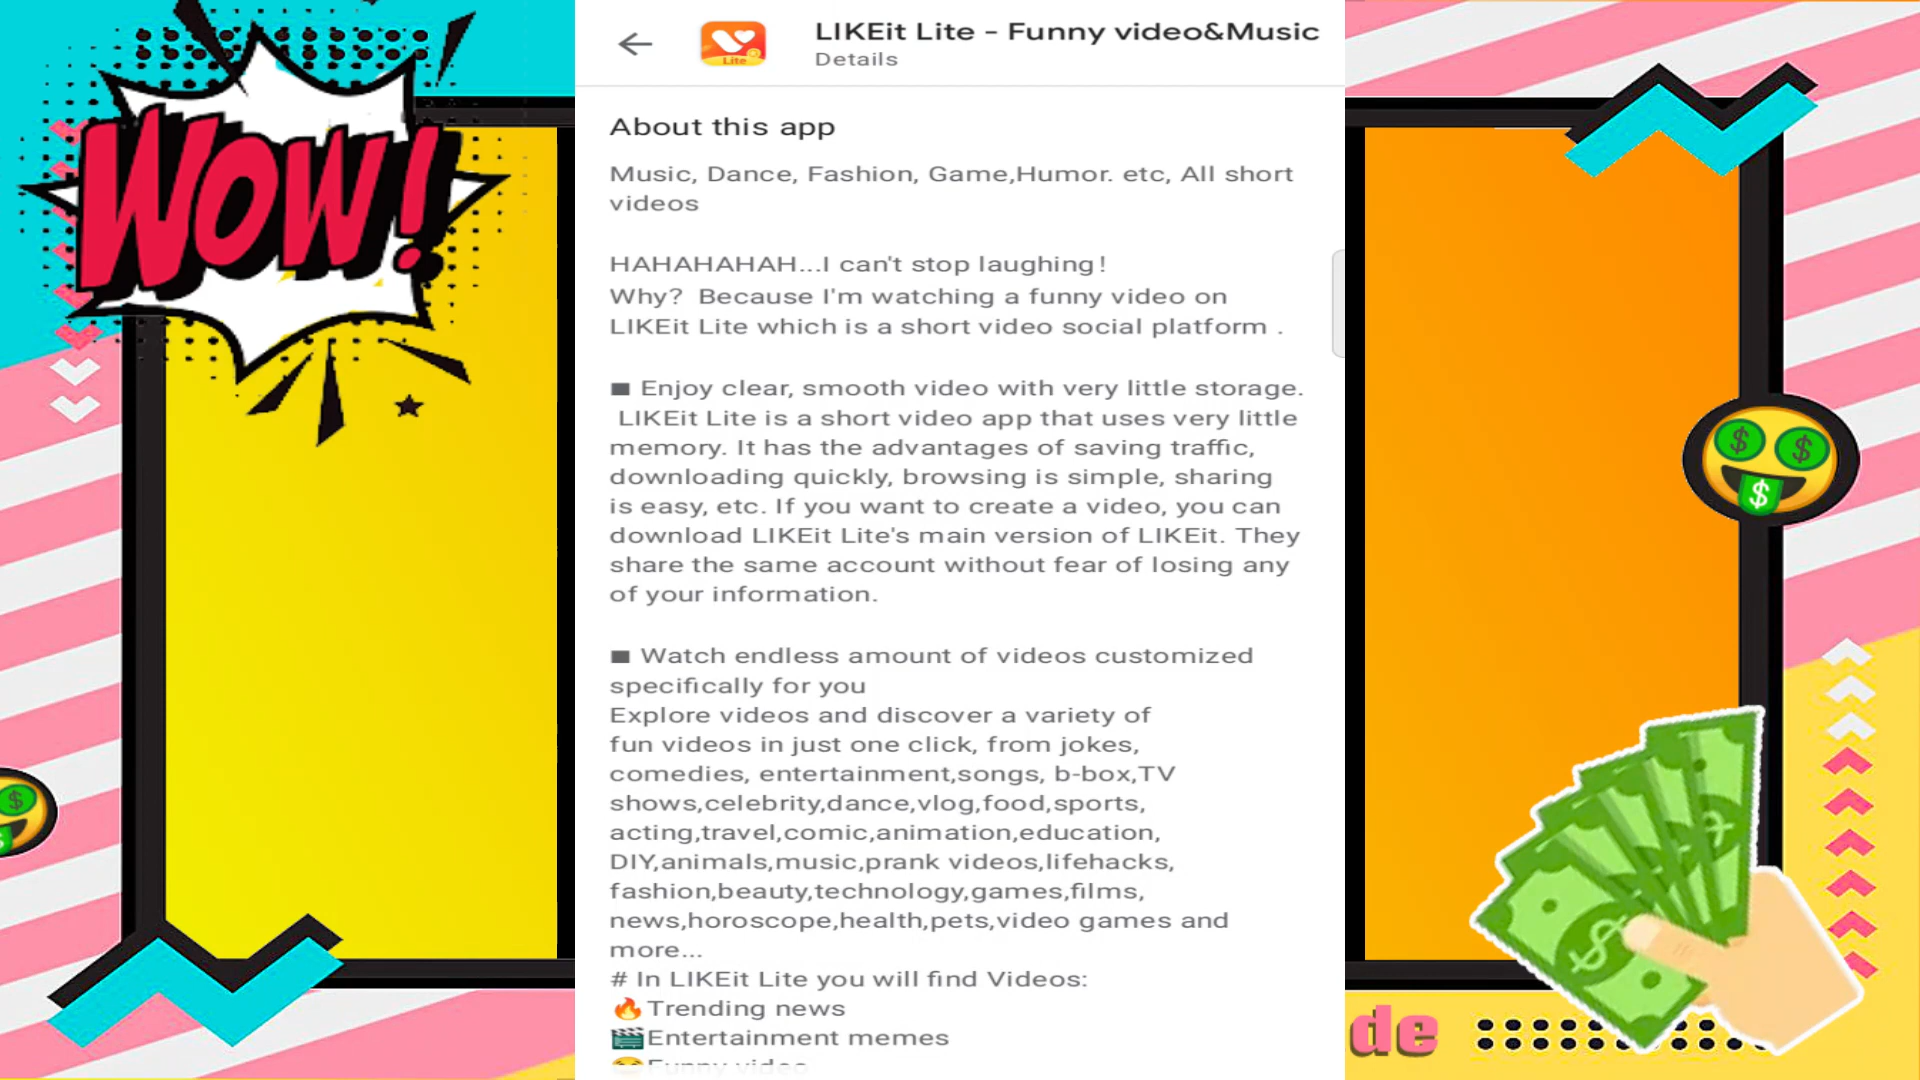 WOW!
LIKEit Lite - Funny video&Music
Details
Lite
About this app
Music, Dance, Fashion, Game,Humor. etc, All short
videos
HAHAHAHAH...I can't stop laughing!
Why? Because I'm watching a funny video on
LIKEit Lite which is a short video social platform .
■ Enjoy clear, smooth video with very little storage.
LIKEit Lite is a short video app that uses very little
memory. It has the advantages of saving traffic,
downloading quickly, browsing is simple, sharing
is easy, etc. If you want to create a video, you can
download LIKEit Lite's main version of LIKEit. They
share the same account without fear of losing any
of your information.
■ Watch endless amount of videos customized
specifically for you
Explore videos and discover a variety of
fun videos in just one click, from jokes,
comedies, entertainment,songs, b-box,TV
shows,celebrity,dance,vlog,food,sports,
acting,travel,comic,animation,education,
DIY,animals,music,prank videos,lifehacks,
fashion,beauty,technology,games,films,
news,horoscope,health,pets,video games and
more...
# In LIKEit Lite you will find Videos:
🔥Trending news
🎬Entertainment memes
Funny video
de